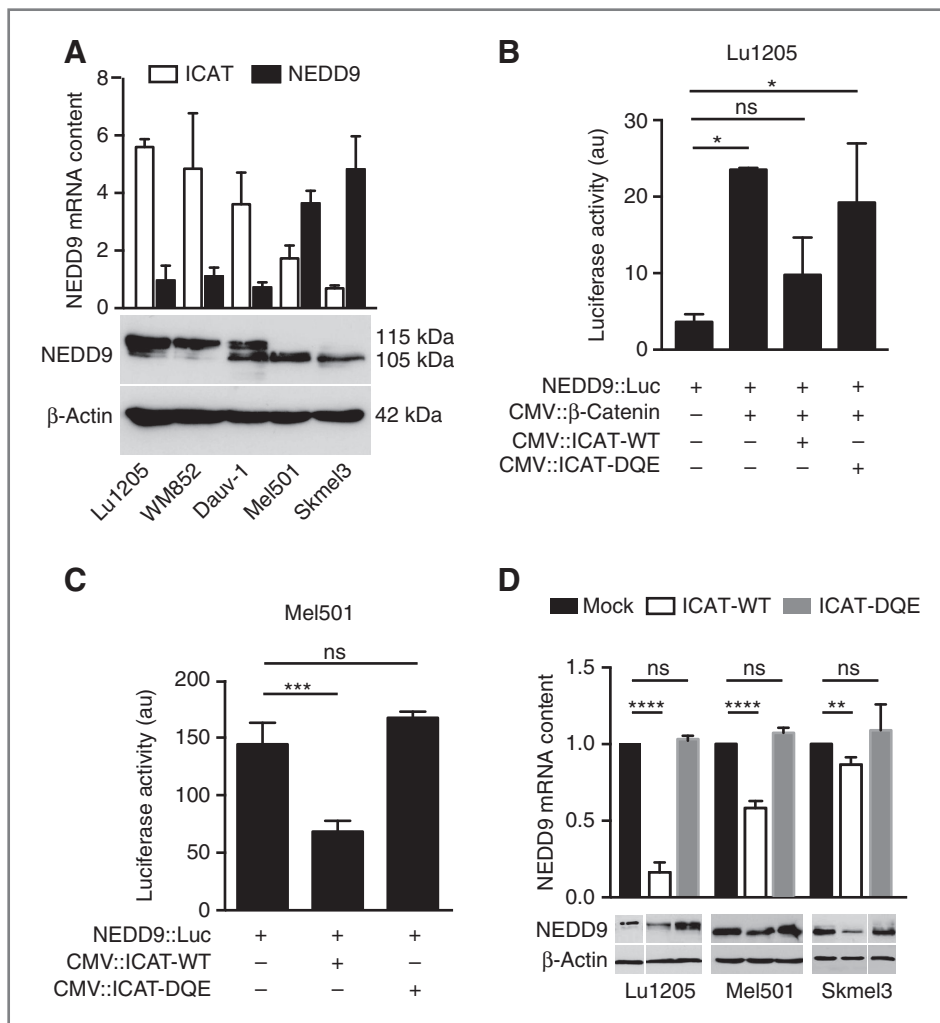 A
ICAT NEDD9
NEDD9 mRNA content
8
6
4
2
0
NEDD9
115 kDa
105 kDa
β-Actin
42 kDa
Lu1205 WM852 Dauv-1 Mel501 Skmel3
B
Lu1205
*
ns
*
Luciferase activity (au)
30
20
10
0
NEDD9::Luc + + + +
CMV::β-Catenin – + + +
CMV::ICAT-WT – – + –
CMV::ICAT-DQE – – – +
C
Mel501
ns
***
Luciferase activity (au)
200
150
100
50
0
NEDD9::Luc + + +
CMV::ICAT-WT – + –
CMV::ICAT-DQE – – +
D
Mock ICAT-WT ICAT-DQE
NEDD9 mRNA content
1.5
1.0
0.5
0.0
ns ns ns
**** **** **
NEDD9
β-Actin
Lu1205 Mel501 Skmel3